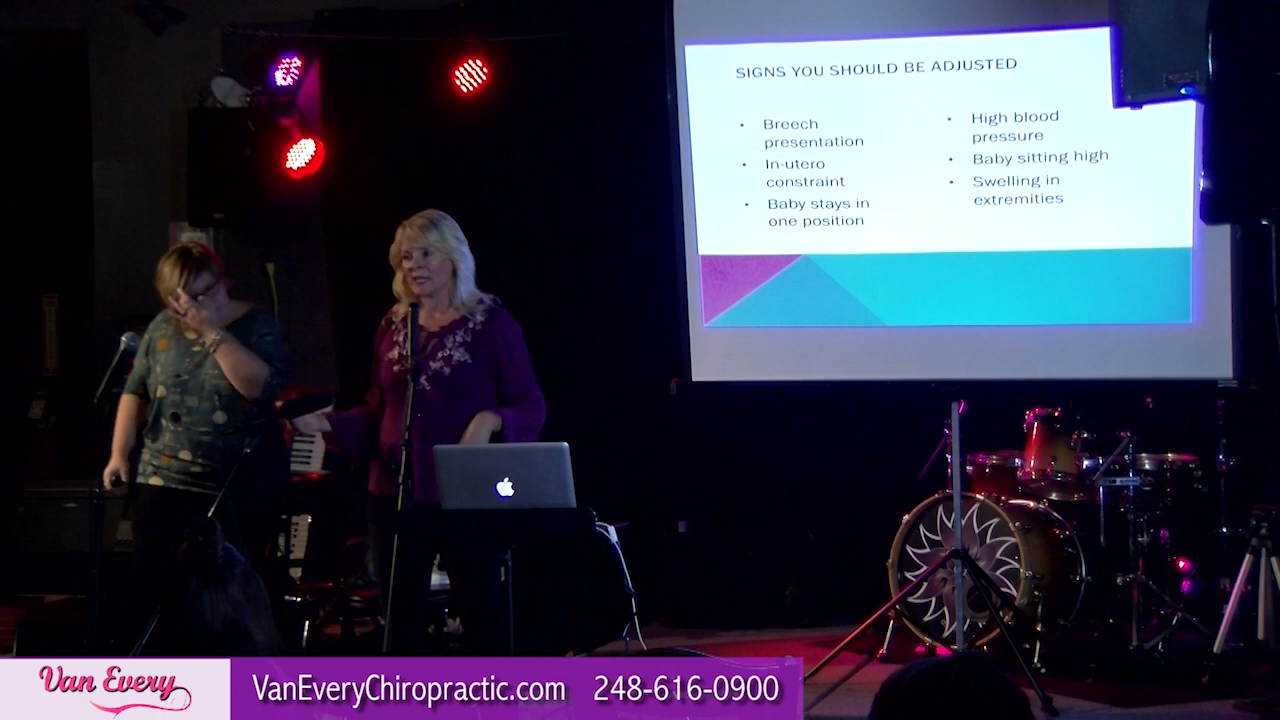 SIGNS YOU SHOULD BE ADJUSTED
• Breech
presentation
• In-utero
constraint
• Baby stays in
one position
• High blood
pressure
• Baby sitting high
• Swelling in
extremities
Van Every
VanEveryChiropractic.com 248-616-0900